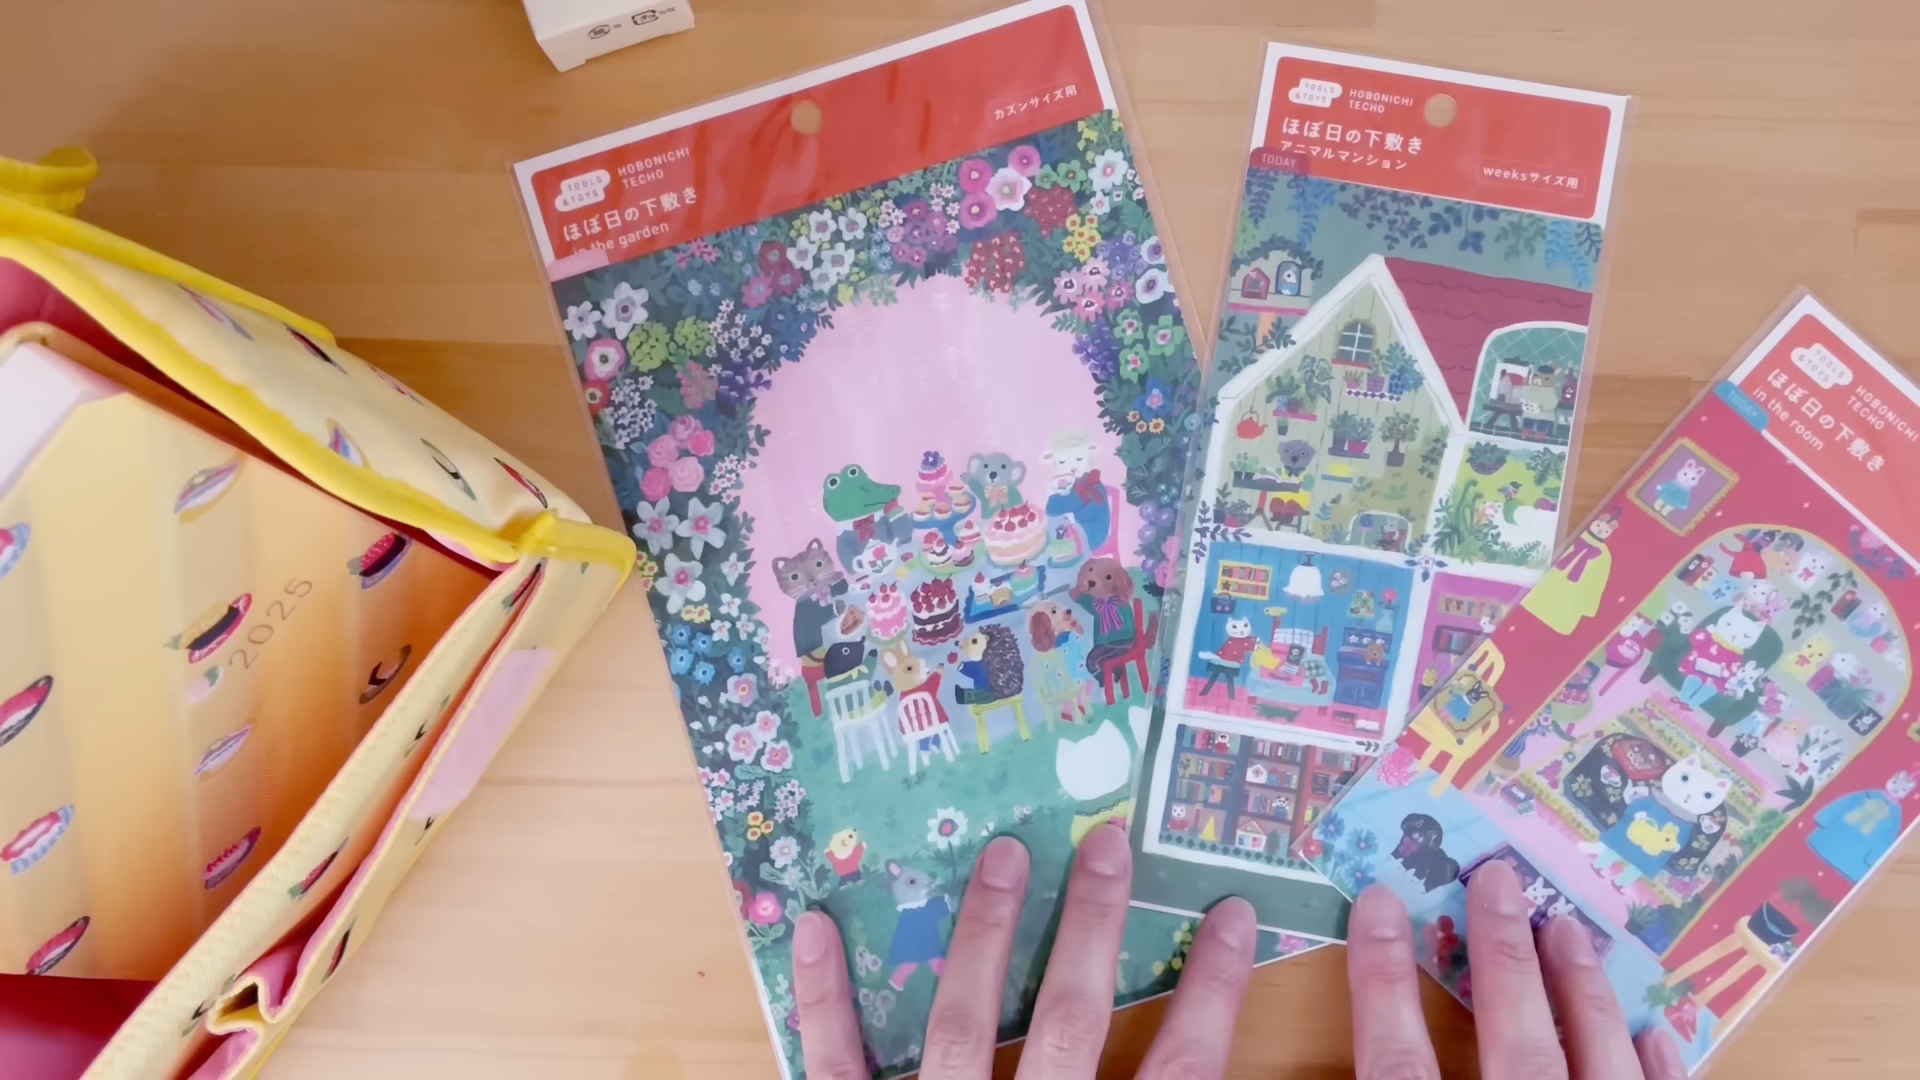 TOOLS
&TOYS
HOBONICHI
TECHO
ほぼ日の下敷き
in the garden
カズンサイズ用
TOOLS
&TOYS
HOBONICHI
TECHO
ほぼ日の下敷き
アニマルマンション
weeksサイズ用
TODAY
TOOLS
&TOYS
HOBONICHI
TECHO
ほぼ日の下敷き
in the room
TODAY
2025